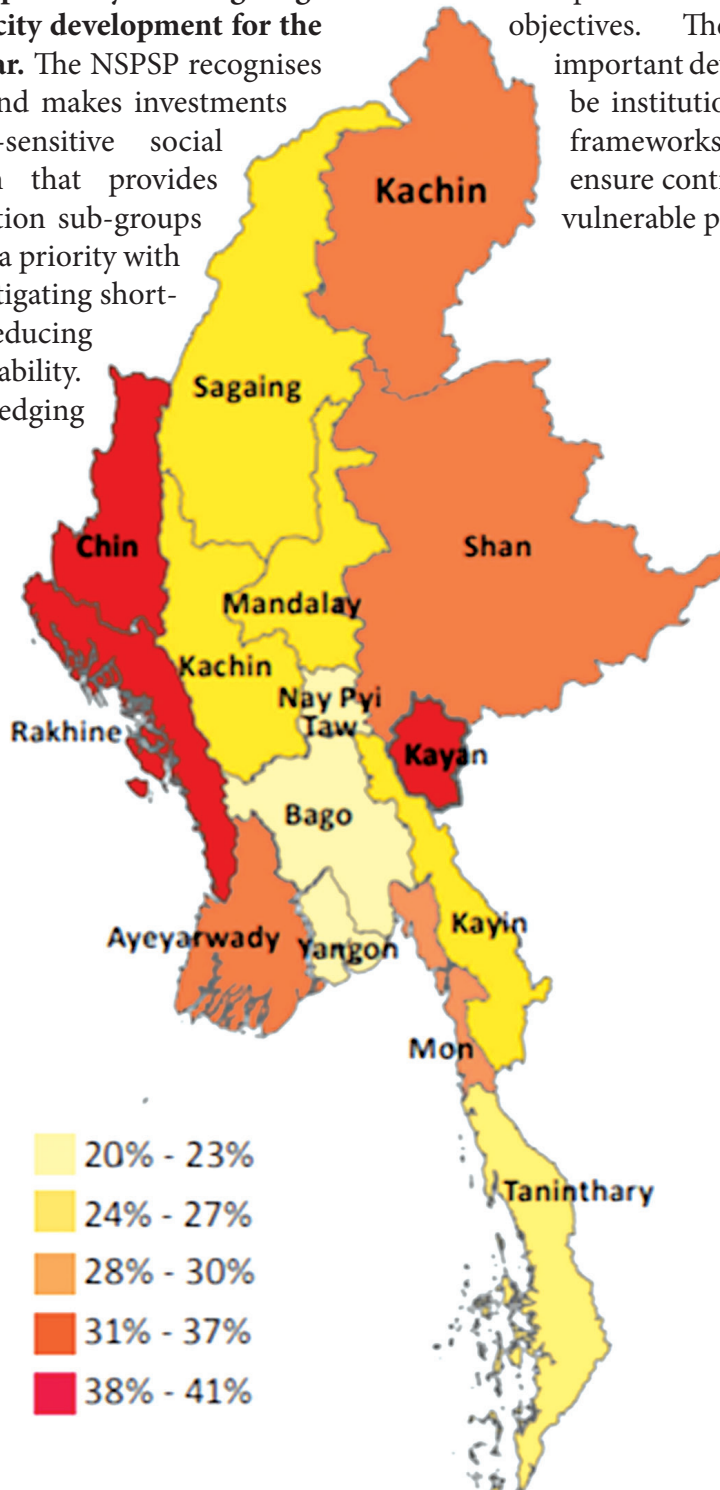 city development for the
ar. The NSPSP recognises
nd makes investments
-sensitive social
that provides
tion sub-groups
a priority with
tigating short-
educing
ability.
edging
objectives. The
important dev
be institutio
frameworks
ensure conti
vulnerable p
Kachin
Sagaing
Chin
Shan
Mandalay
Kachin
Nay Pyi
Taw
Rakhine
Kayan
Bago
Ayeyarwady
Yangon
Kayin
Mon
Taninthary
20% - 23%
24% - 27%
28% - 30%
31% - 37%
38% - 41%